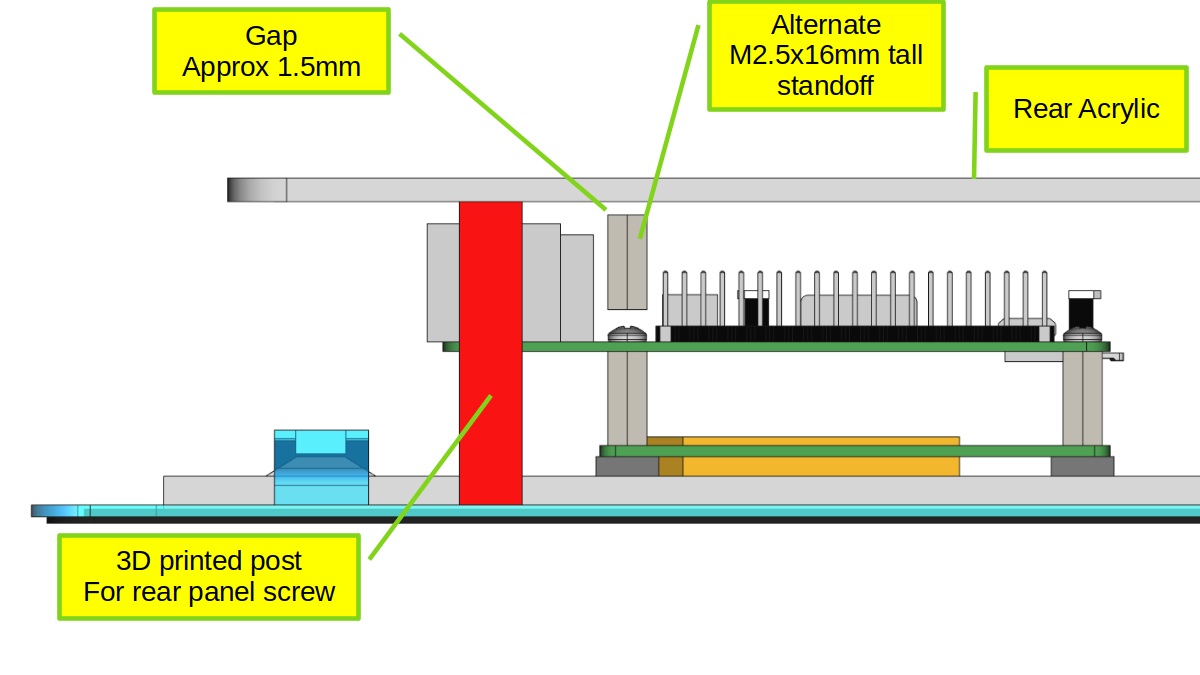 Gap
Approx 1.5mm
Alternate
M2.5x16mm tall
standoff
Rear Acrylic
3D printed post
For rear panel screw